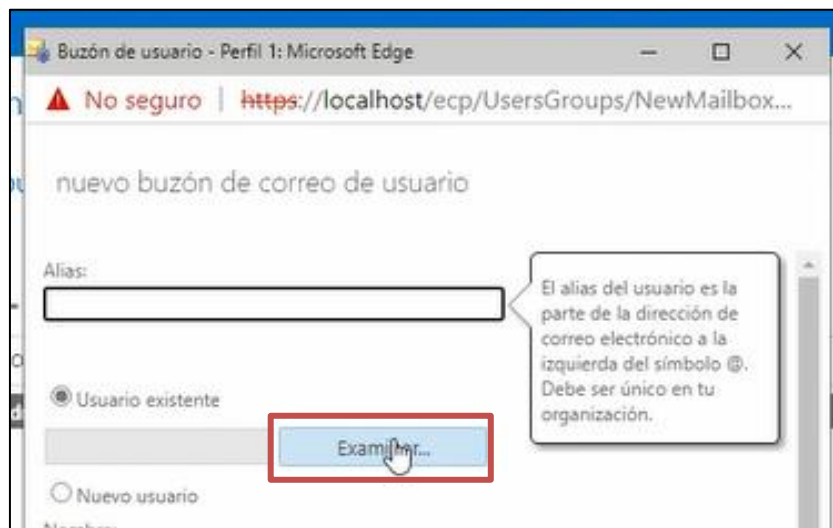 Buzón de usuario - Perfil 1: Microsoft Edge
No seguro | https://localhost/ecp/UsersGroups/NewMailbox...
nuevo buzón de correo de usuario
Alias:
El alias del usuario es la
parte de la dirección de
correo electrónico a la
izquierda del símbolo @.
Debe ser único en tu
organización.
Usuario existente
Examinar...
Nuevo usuario